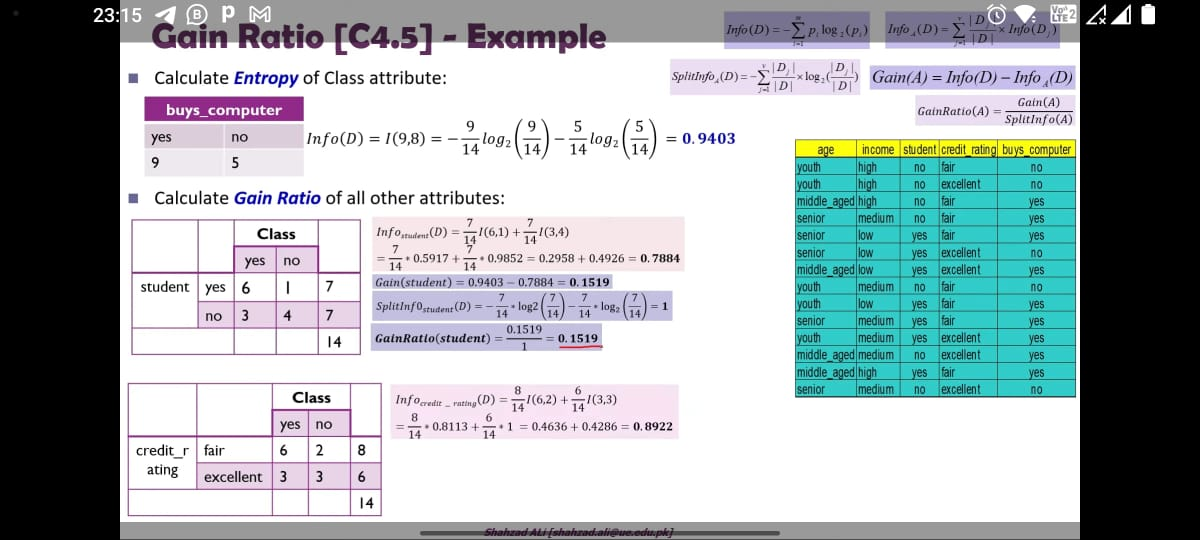 23:15 B P M Vo)) LTE2
Gain Ratio [C4.5] - Example
Info(D) = -∑ p_i log_2(p_i)
Info_A(D) = ∑ |D_j|/|D| × Info(D_j)
SplitInfo_A(D) = -∑ |D_j|/|D| × log_2(|D_j|/|D|)
Gain(A) = Info(D) – Info_A(D)
GainRatio(A) = Gain(A)/SplitInfo(A)
Calculate Entropy of Class attribute:
buys_computer
yes no
9 5
Info(D) = I(9,8) = -9/14 log2(9/14) - 5/14 log2(5/14) = 0.9403
Calculate Gain Ratio of all other attributes:
Class
yes no
student yes 6 1 7
no 3 4 7
14
Info_student(D) = 7/14 I(6,1) + 7/14 I(3,4)
= 7/14 * 0.5917 + 7/14 * 0.9852 = 0.2958 + 0.4926 = 0.7884
Gain(student) = 0.9403 - 0.7884 = 0.1519
SplitInfo_student(D) = -7/14 * log2(7/14) - 7/14 * log2(7/14) = 1
GainRatio(student) = 0.1519/1 = 0.1519
Class
yes no
credit_r fair 6 2 8
ating excellent 3 3 6
14
Info_credit_rating(D) = 8/14 I(6,2) + 6/14 I(3,3)
= 8/14 * 0.8113 + 6/14 * 1 = 0.4636 + 0.4286 = 0.8922
age income student credit_rating buys_computer
youth high no fair no
youth high no excellent no
middle_aged high no fair yes
senior medium no fair yes
senior low yes fair yes
senior low yes excellent no
middle_aged low yes excellent yes
youth medium no fair no
youth low yes fair yes
senior medium yes fair yes
youth medium yes excellent yes
middle_aged medium no excellent yes
middle_aged high yes fair yes
senior medium no excellent no
Shahzad ALi [shahzad.ali@ue.edu.pk]